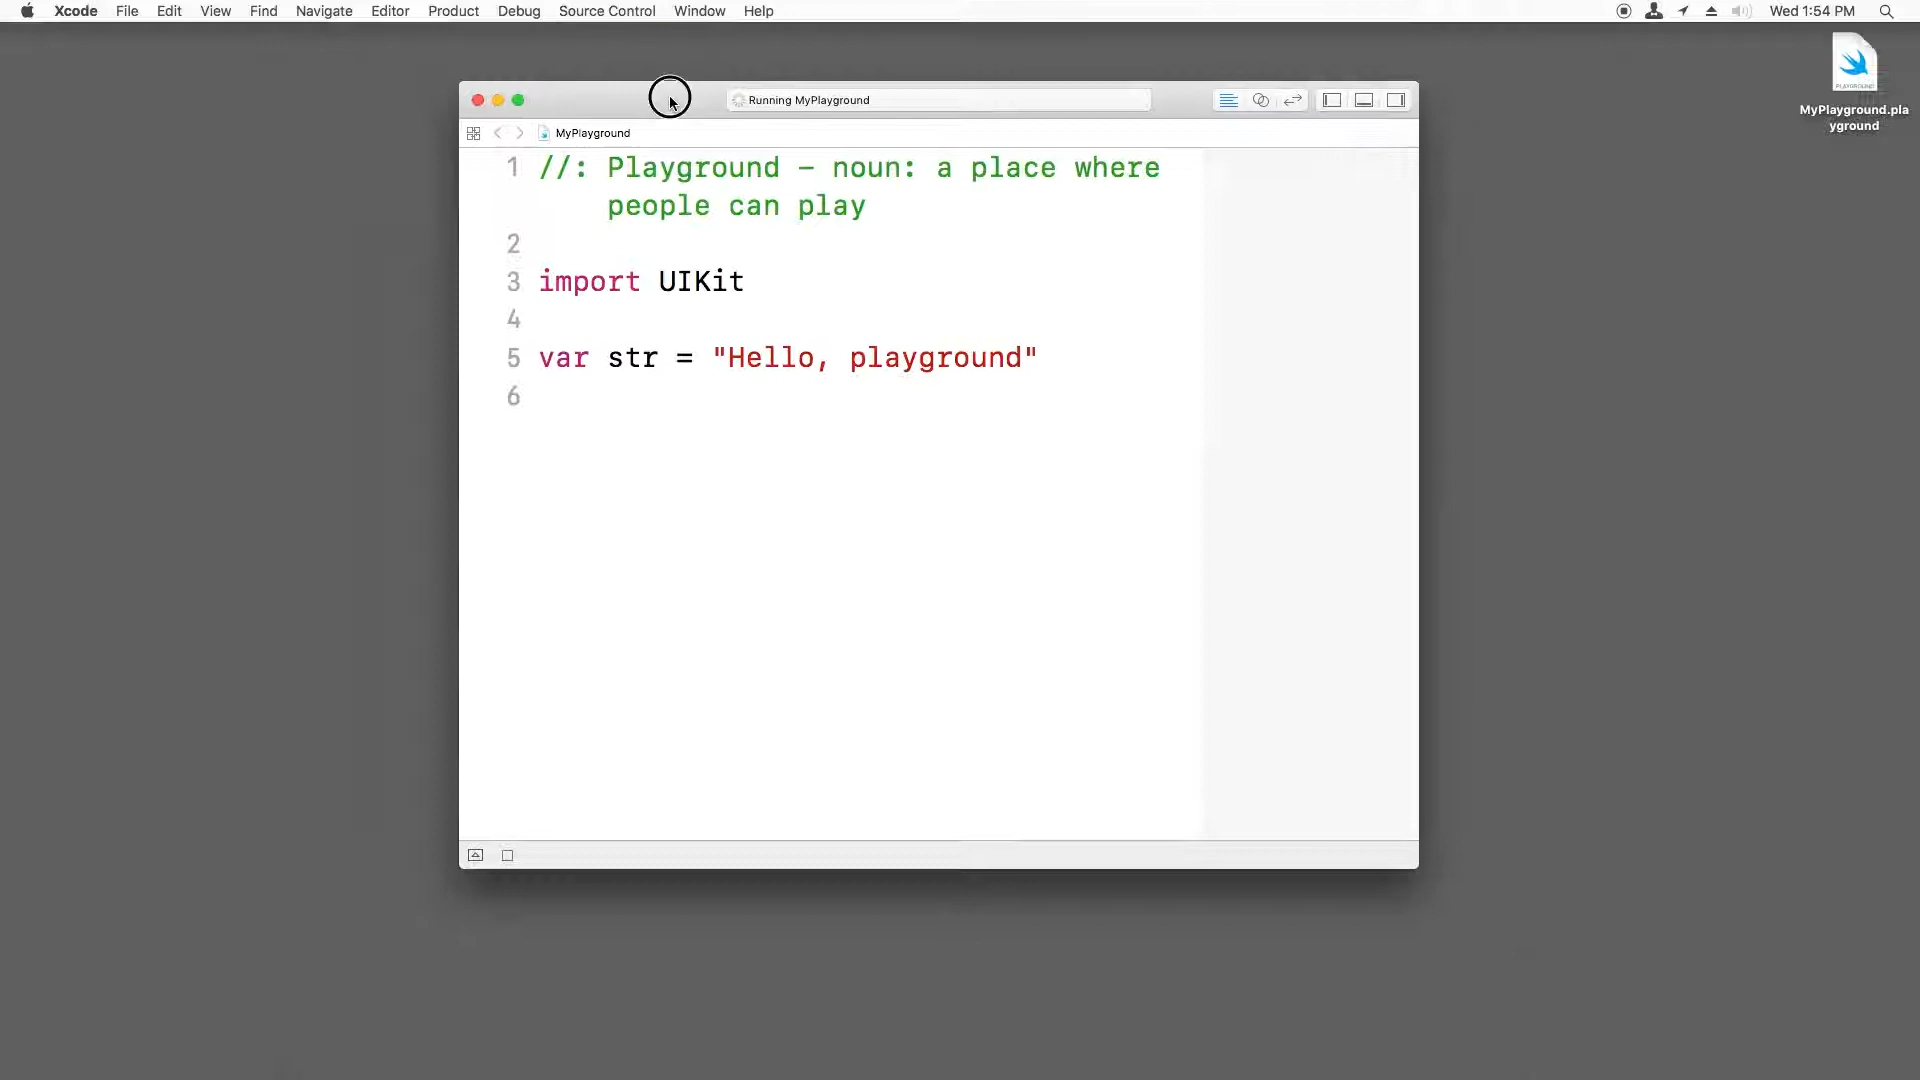 Xcode File Edit View Find Navigate Editor Product Debug Source Control Window Help Wed 1:54 PM
Running MyPlayground
MyPlayground
1 //: Playground - noun: a place where
people can play
2
3 import UIKit
4
5 var str = "Hello, playground"
6
PLAYGROUND
MyPlayground.pla
yground